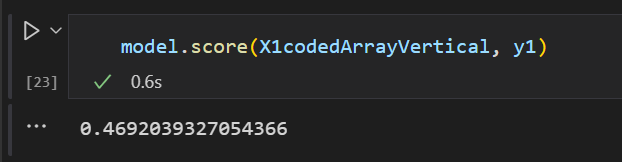 model.score(X1codedArrayVertical, y1)
[23] 0.6s
0.4692039327054366